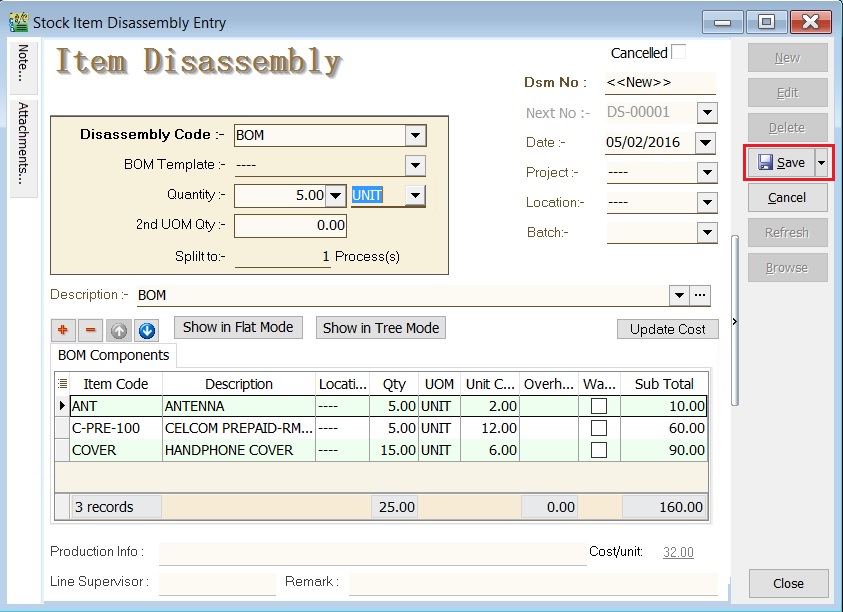 Stock Item Disassembly Entry
Note...
Attachments...
Item Disassembly
Cancelled
Dsm No : <<New>>
Next No :- DS-00001
Date :- 05/02/2016
Project :- ----
Location:- ----
Batch:-
Disassembly Code :- BOM
BOM Template :- ----
Quantity :- 5.00 UNIT
2nd UOM Qty :- 0.00
Splilt to:- 1 Process(s)
Description :- BOM
Show in Flat Mode Show in Tree Mode Update Cost
BOM Components
Item Code Description Locati... Qty UOM Unit C... Overh... Wa... Sub Total
ANT ANTENNA ---- 5.00 UNIT 2.00 10.00
C-PRE-100 CELCOM PREPAID-RM... ---- 5.00 UNIT 12.00 60.00
COVER HANDPHONE COVER ---- 15.00 UNIT 6.00 90.00
3 records 25.00 0.00 160.00
Production Info : Cost/unit: 32.00
Line Supervisor : Remark :
New
Edit
Delete
Save
Cancel
Refresh
Browse
Close